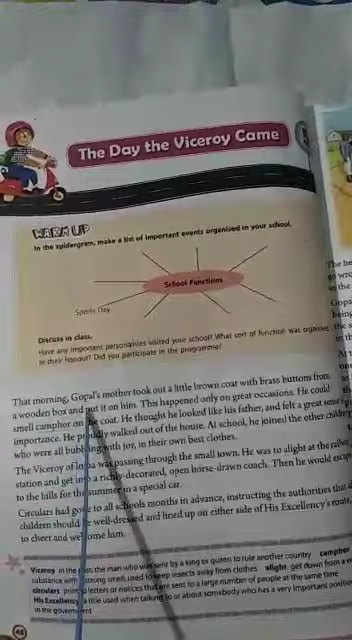 The Day the Viceroy Came
WARM UP
In the spidergram, make a list of important events organised in your school.
School Functions
Sports Day
Discuss in class.
Have any important personalities visited your school? What sort of function was organised
in their honour? Did you participate in the programme?
That morning, Gopal's mother took out a little brown coat with brass buttons from
a wooden box and put it on him. This happened only on great occasions. He could
smell camphor on the coat. He thought he looked like his father, and felt a great sense
importance. He proudly walked out of the house. At school, he joined the other
who were all bubbling with joy, in their own best clothes.
The Viceroy of India was passing through the small town. He was to alight at the
station and get into a richly-decorated, open horse-drawn coach. Then he would escape
to the hills for the summer in a special car.
Circulars had gone to all schools months in advance, instructing the authorities that
children should be well-dressed and lined up on either side of His Excellency's route,
to cheer and welcome him.
Viceroy in the past, the man who was sent by a king or queen to rule another country camphor
substance with strong smell, used to keep insects away from clothes alight get down from a
circulars printed letters or notices that are sent to a large number of people at the same time
His Excellency a title used when talking to or about somebody who has a very important position
in the government
48